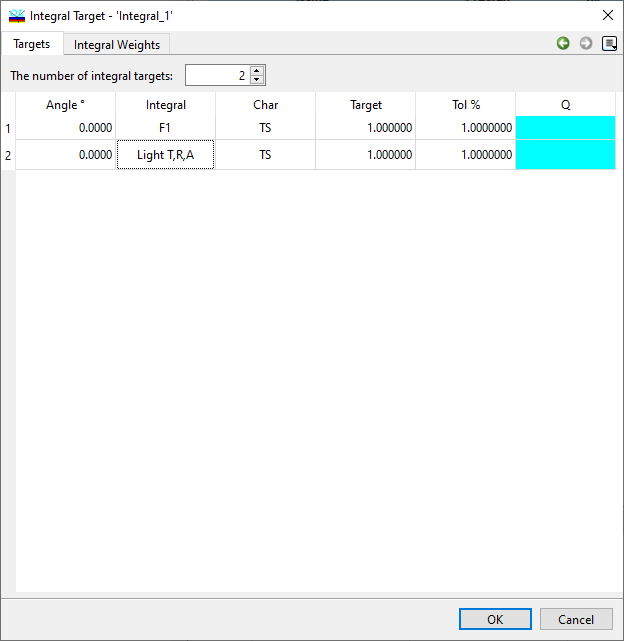 Integral Target - 'Integral_1'
Targets Integral Weights
The number of integral targets: 2
Angle ° Integral Char Target Tol % Q
1 0.0000 F1 TS 1.000000 1.0000000
2 0.0000 Light T,R,A TS 1.000000 1.0000000
OK Cancel